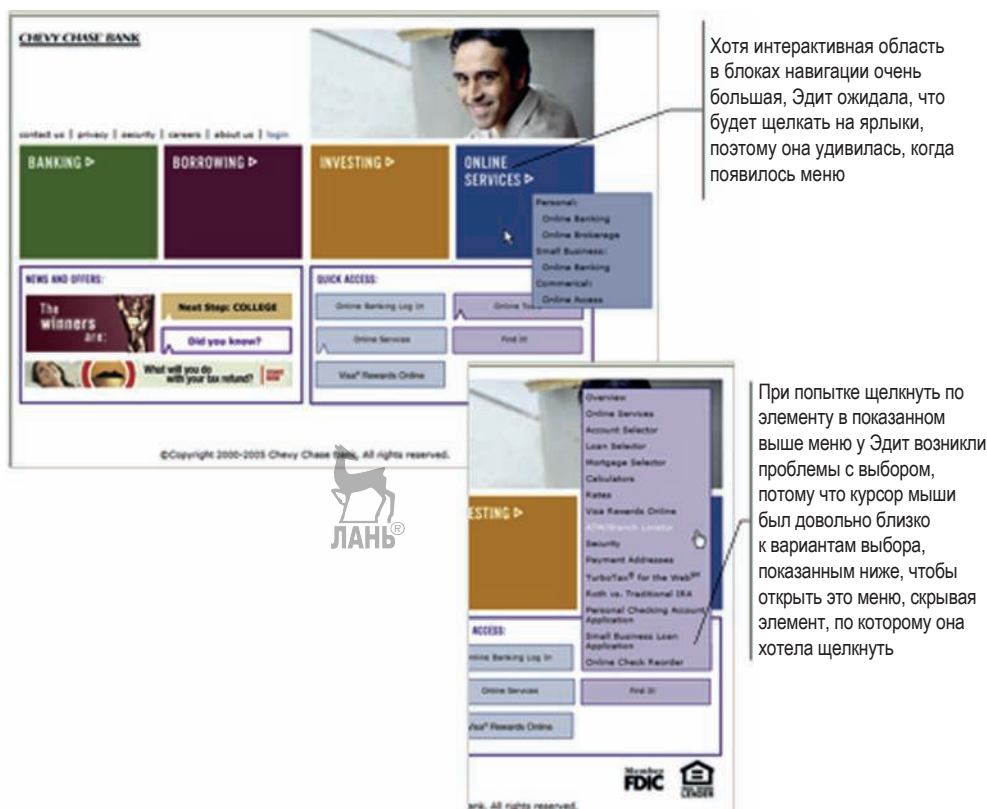 CHEVY CHASE BANK
contact us | privacy | security | careers | about us | login
BANKING
BORROWING
INVESTING
ONLINE
SERVICES
Personal:
Online Banking
Online Brokerage
Small Business:
Online Banking
Commerical:
Online Access
NEWS AND OFFERS:
The
winners
are:
Next Step: COLLEGE
Did you know?
What will you do
with your tax refund?
QUICK ACCESS:
Online Banking Log In
Online
Online Services
Find It!
Visa® Rewards Online
©Copyright 2000-2005 Chevy Chase Bank. All rights reserved.
Хотя интерактивная область
в блоках навигации очень
большая, Эдит ожидала, что
будет щелкать на ярлыки,
поэтому она удивилась, когда
появилось меню
Overview
Online Services
Account Selector
Loan Selector
Mortgage Selector
Calculators
Rates
Visa Rewards Online
ATM/Branch Locator
Security
Payment Addresses
TurboTax® for the Web℠
Roth vs. Traditional IRA
Personal Checking Account
Application
Small Business Loan
Application
Online Check Reorder
ESTING
ACCESS:
nline Banking Log In
Online Services
Find It!
Visa® Rewards Online
Member
FDIC
LENDER
ank. All rights reserved.
ЛАНЬ®
При попытке щелкнуть по
элементу в показанном
выше меню у Эдит возникли
проблемы с выбором,
потому что курсор мыши
был довольно близко
к вариантам выбора,
показанным ниже, чтобы
открыть это меню, скрывая
элемент, по которому она
хотела щелкнуть